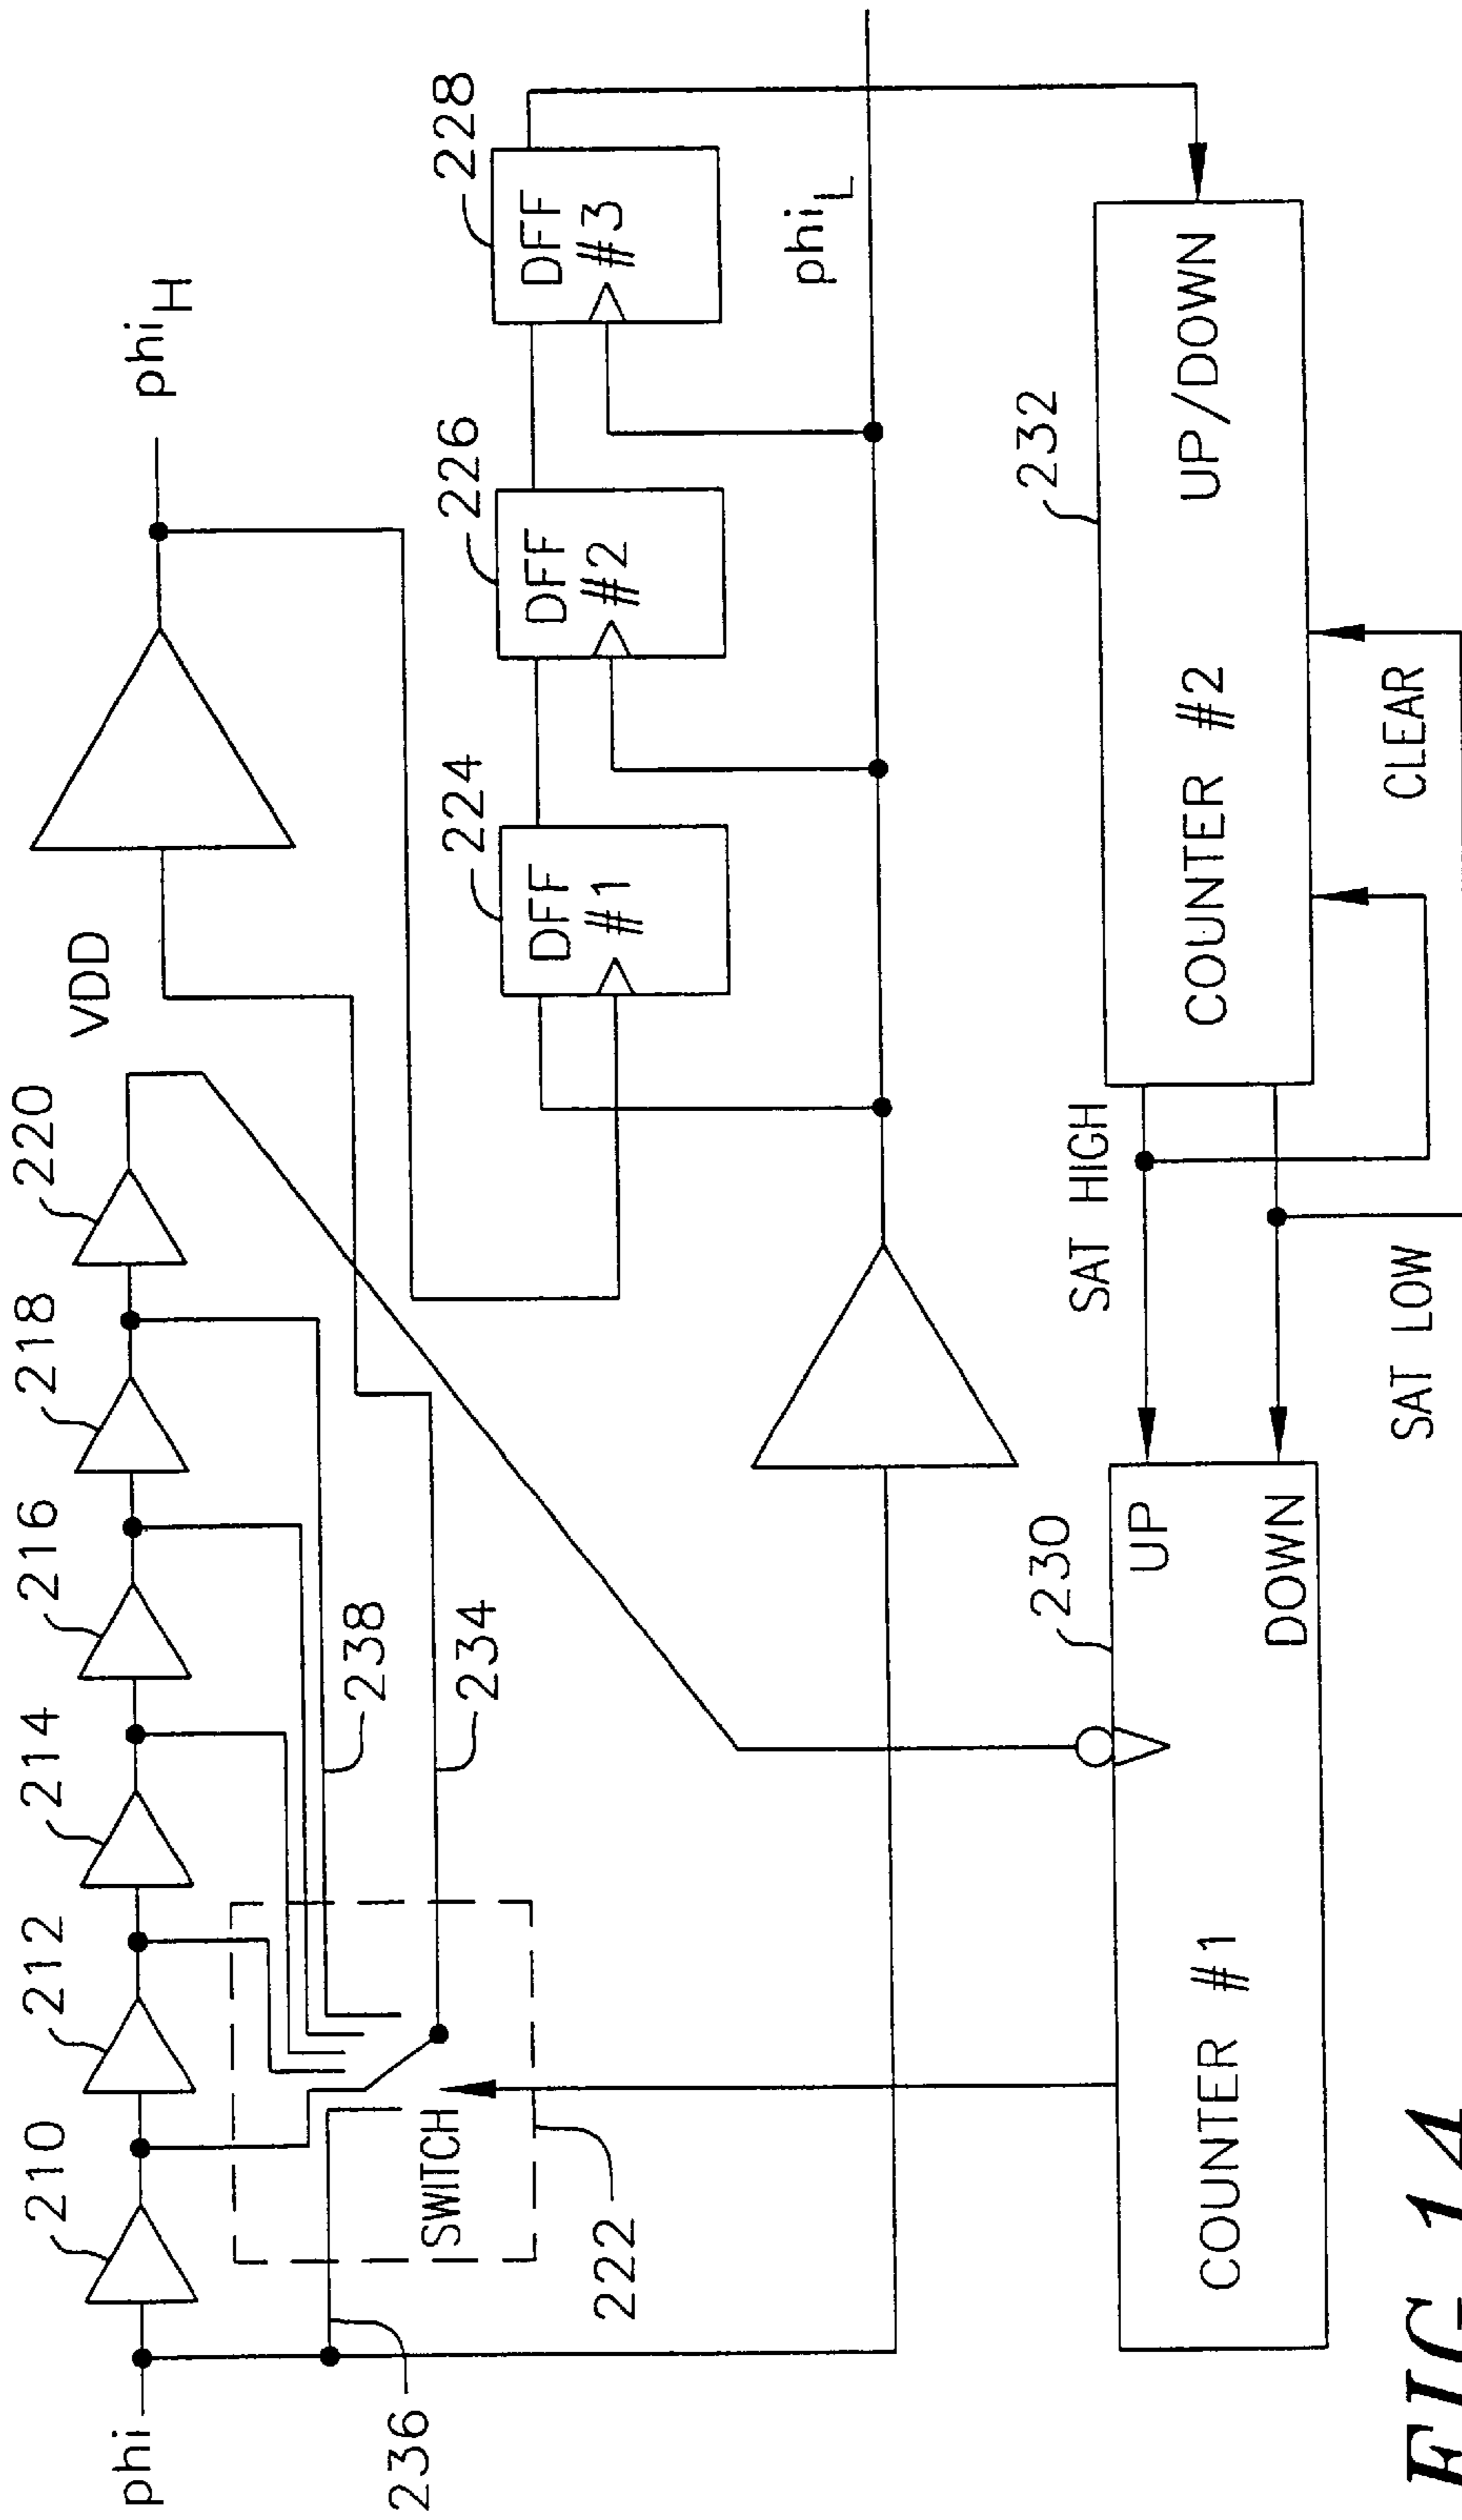 210
212
214
216
218
220
VDD
phi
phi H
238
234
236
SWITCH
222
224
226
228
DFF
#1
DFF
#2
DFF
#3
phi L
230
232
UP
DOWN
COUNTER #1
SAT HIGH
SAT LOW
COUNTER #2
UP/DOWN
CLEAR
FIG 14